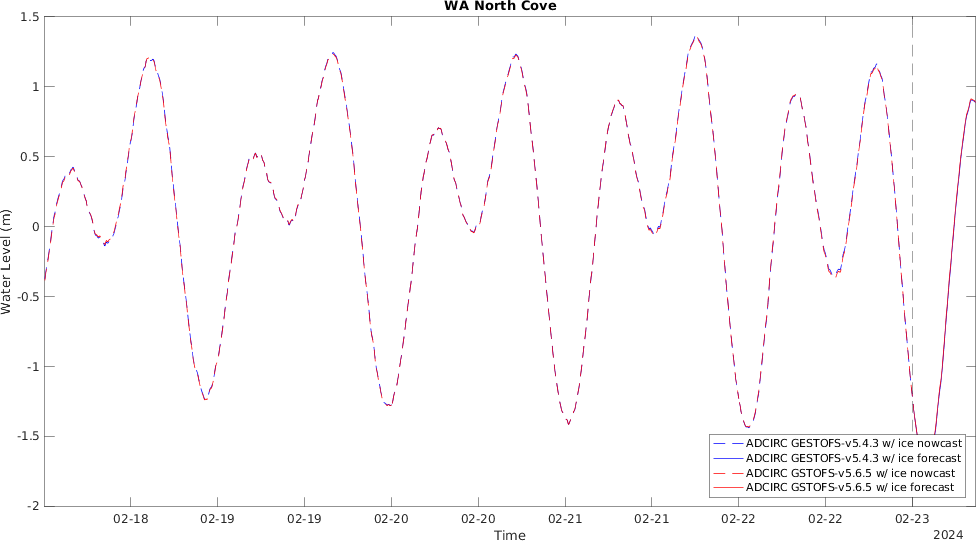 WA North Cove
1.5
1
0.5
0
-0.5
-1
-1.5
-2
Water Level (m)
ADCIRC GESTOFS-v5.4.3 w/ ice nowcast
ADCIRC GESTOFS-v5.4.3 w/ ice forecast
ADCIRC GSTOFS-v5.6.5 w/ ice nowcast
ADCIRC GSTOFS-v5.6.5 w/ ice forecast
02-18 02-19 02-19 02-20 02-20 02-21 02-21 02-22 02-22 02-23
Time
2024